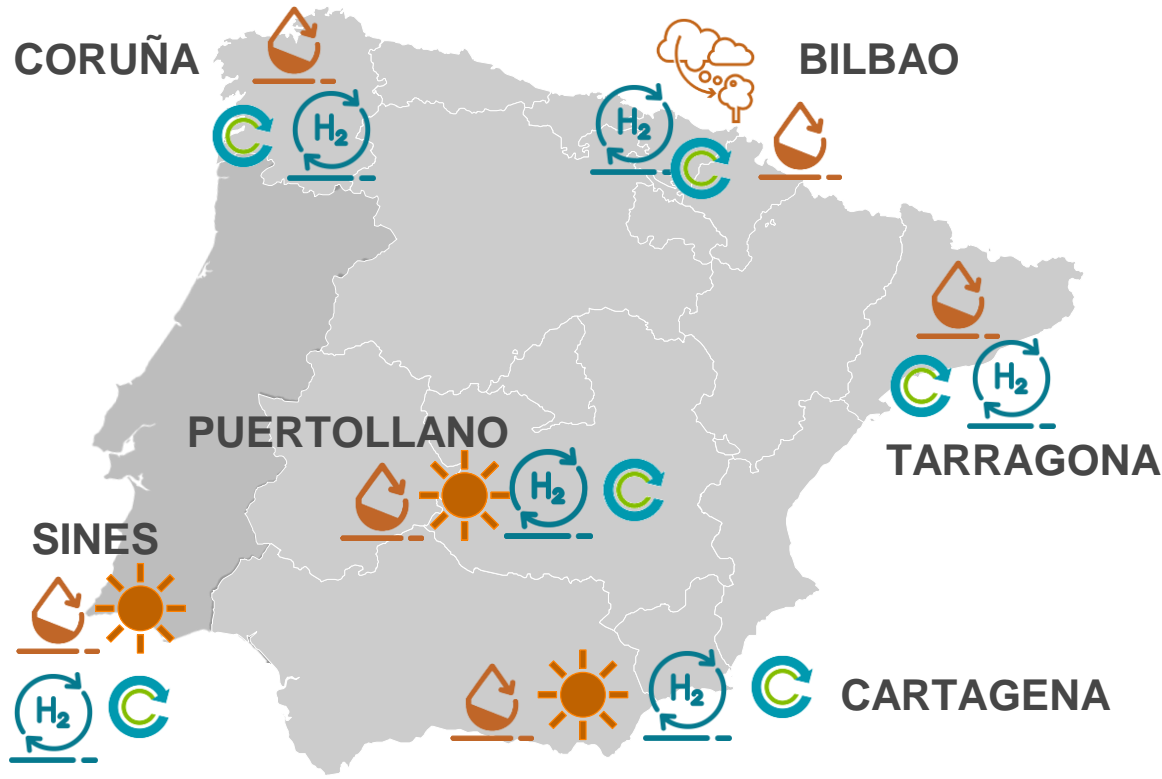 CORUÑA
BILBAO
H₂
H₂
H₂
TARRAGONA
PUERTOLLANO
H₂
SINES
H₂
H₂
CARTAGENA